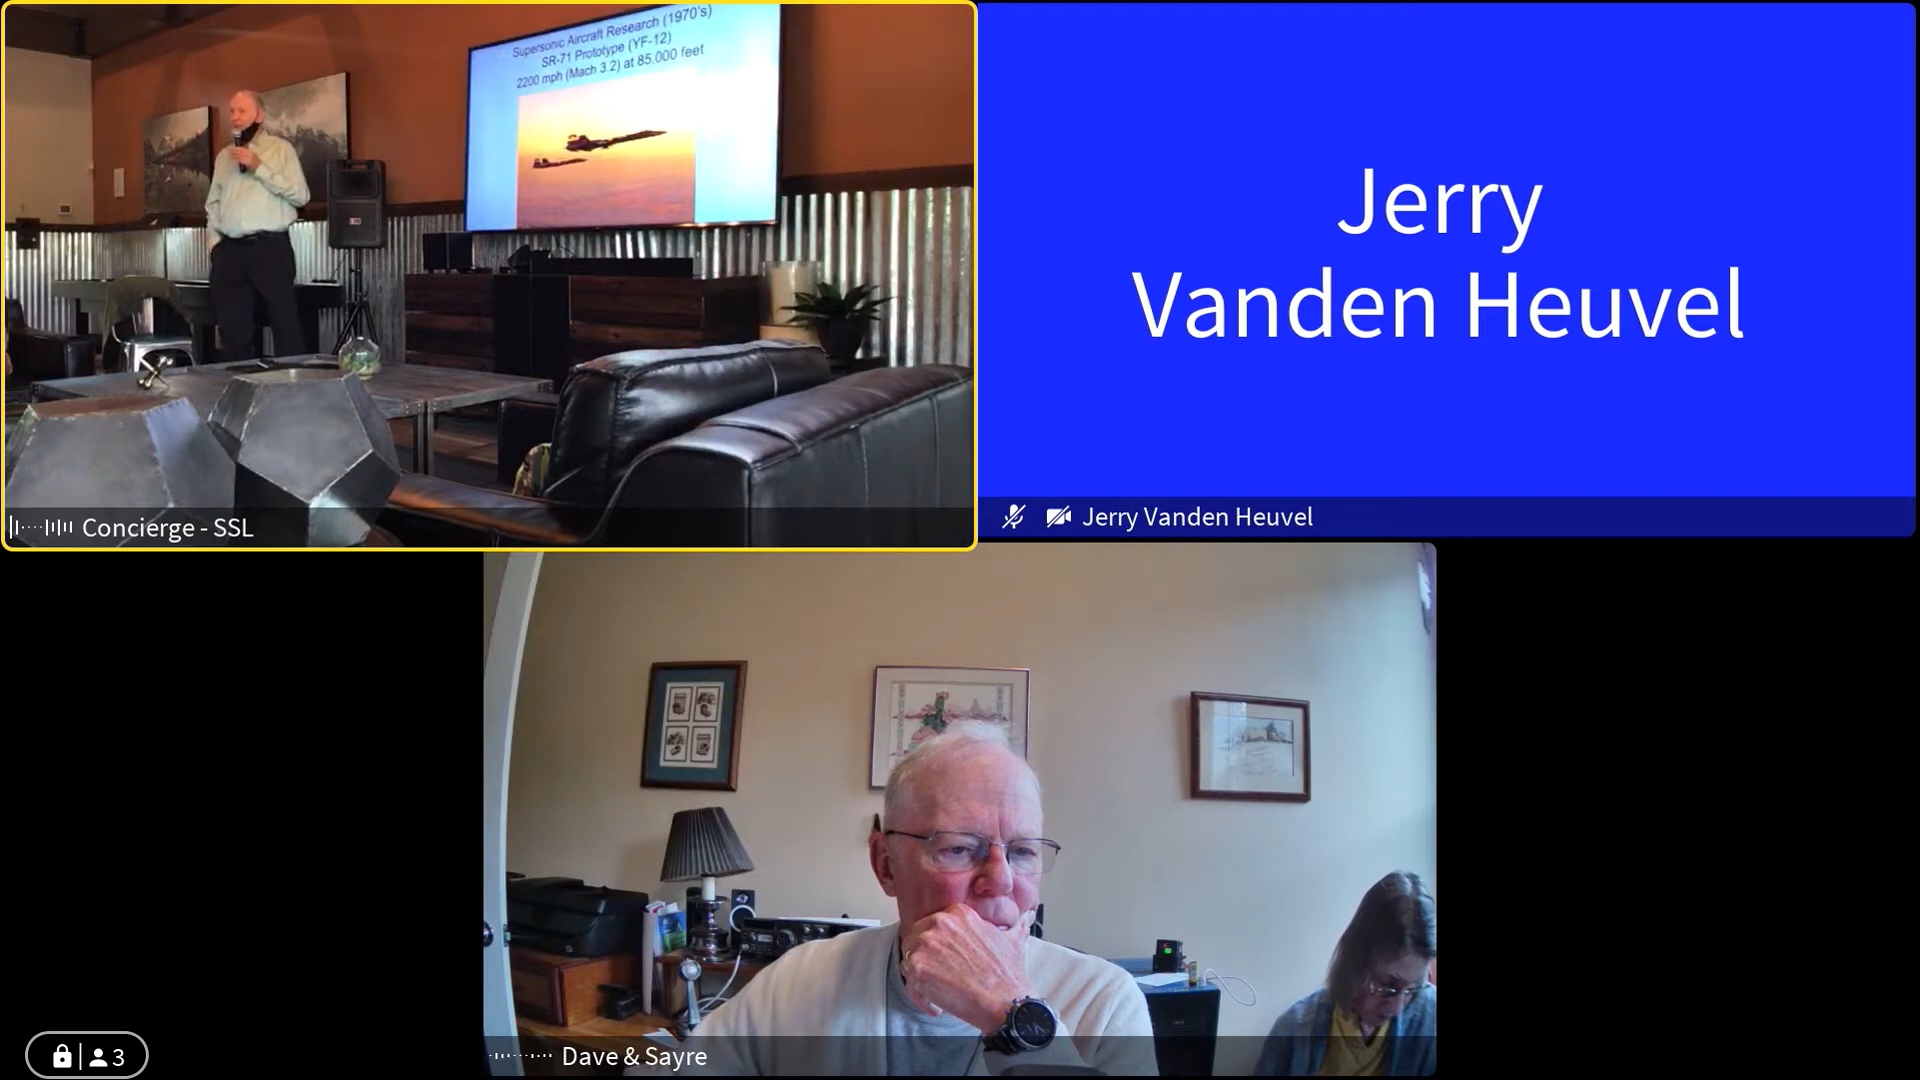 Supersonic Aircraft Research (1970's)
SR-71 Prototype (YF-12)
2200 mph (Mach 3.2) at 85,000 feet
Concierge - SSL
Jerry
Vanden Heuvel
Jerry Vanden Heuvel
Dave & Sayre
3